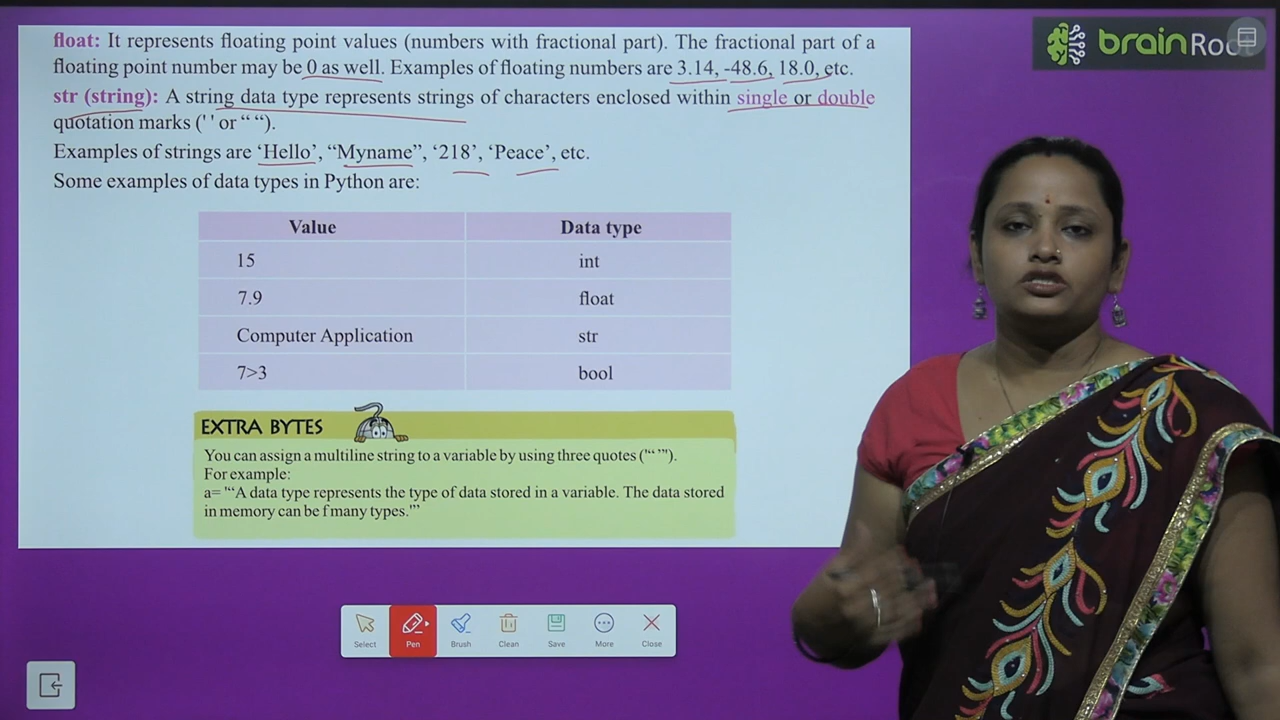 float: It represents floating point values (numbers with fractional part). The fractional part of a
floating point number may be 0 as well. Examples of floating numbers are 3.14, -48.6, 18.0, etc.
str (string): A string data type represents strings of characters enclosed within single or double
quotation marks (' ' or “ “).
Examples of strings are ‘Hello’, “Myname”, ‘218’, ‘Peace’, etc.
Some examples of data types in Python are:
Value Data type
15 int
7.9 float
Computer Application str
7>3 bool
EXTRA BYTES
You can assign a multiline string to a variable by using three quotes ("‘ ’").
For example:
a= "‘A data type represents the type of data stored in a variable. The data stored
in memory can be f many types.'”
Select Pen Brush Clean Save More Close
brain